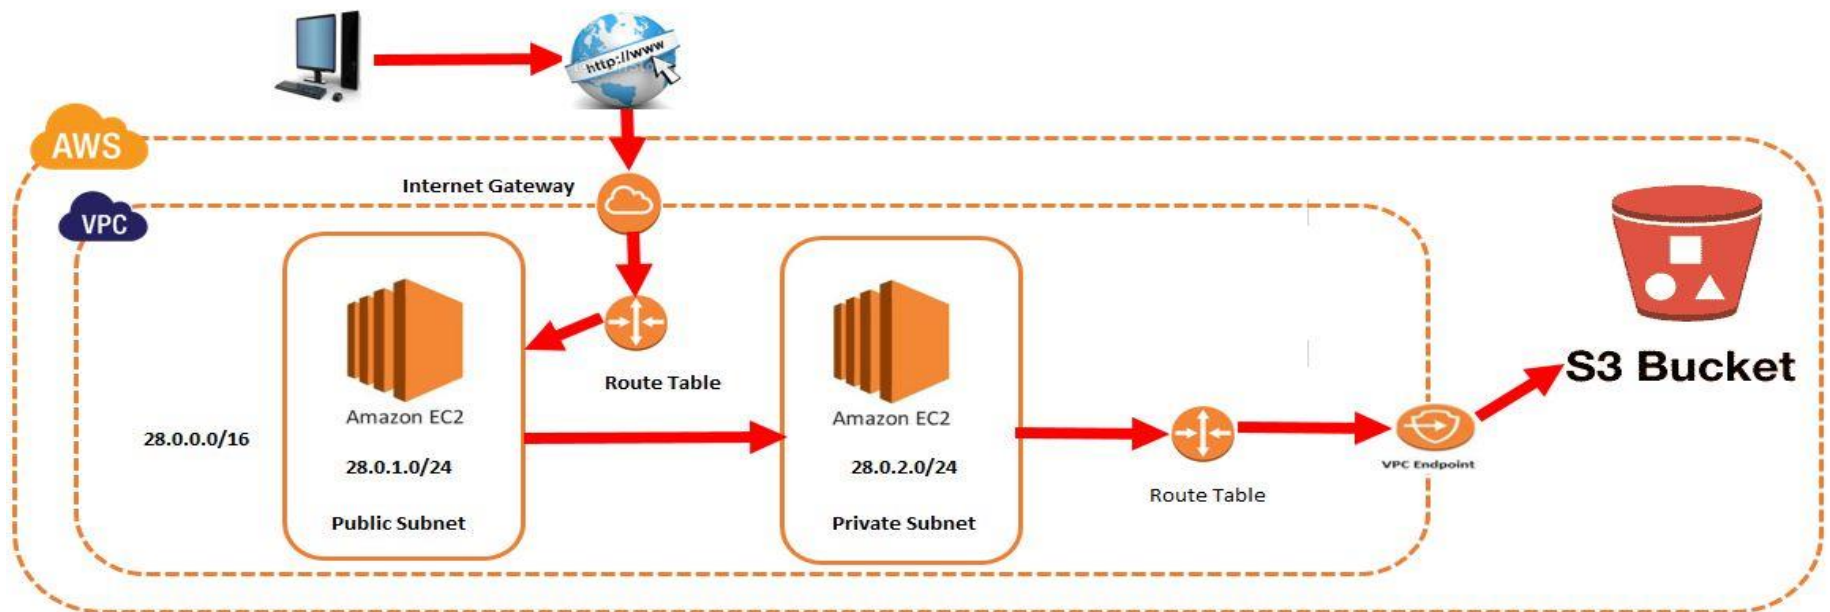 http://www
AWS
Internet Gateway
VPC
Route Table
S3 Bucket
Amazon EC2
Amazon EC2
28.0.0.0/16
28.0.1.0/24
28.0.2.0/24
VPC Endpoint
Route Table
Public Subnet
Private Subnet